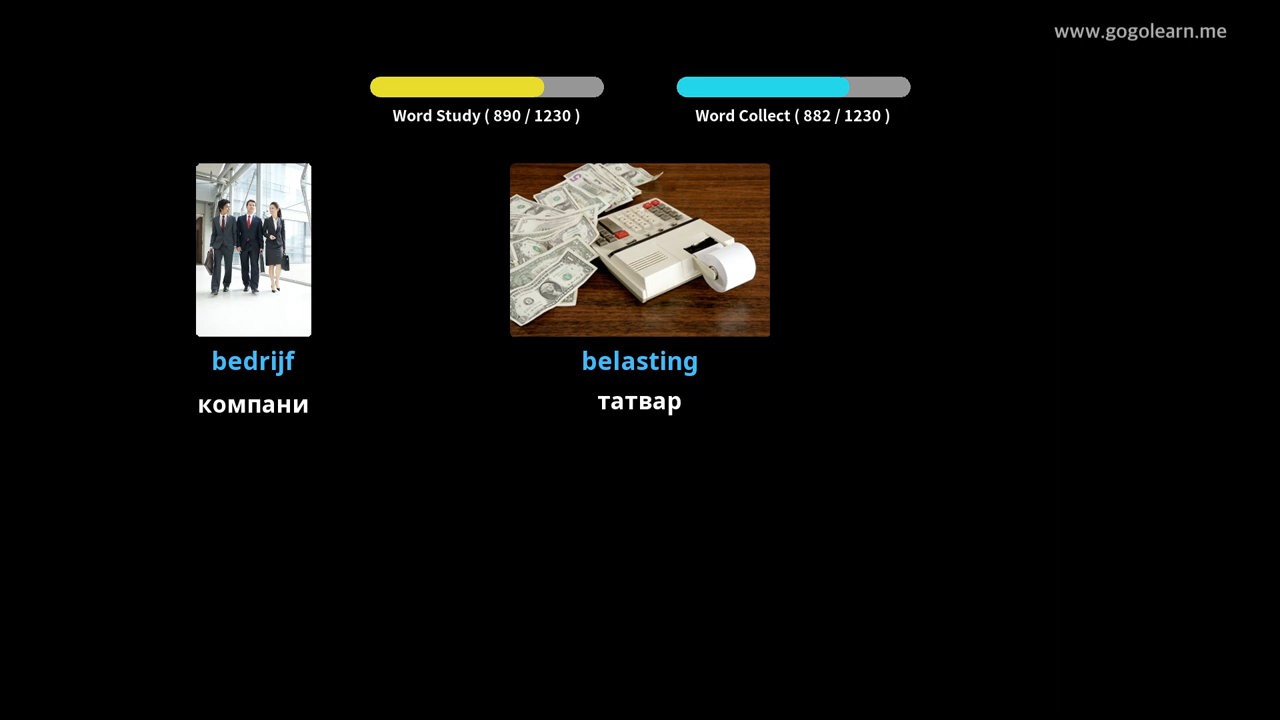 www.gogolearn.me
Word Study ( 890 / 1230 )
Word Collect ( 882 / 1230 )
bedrijf
компани
belasting
татвар